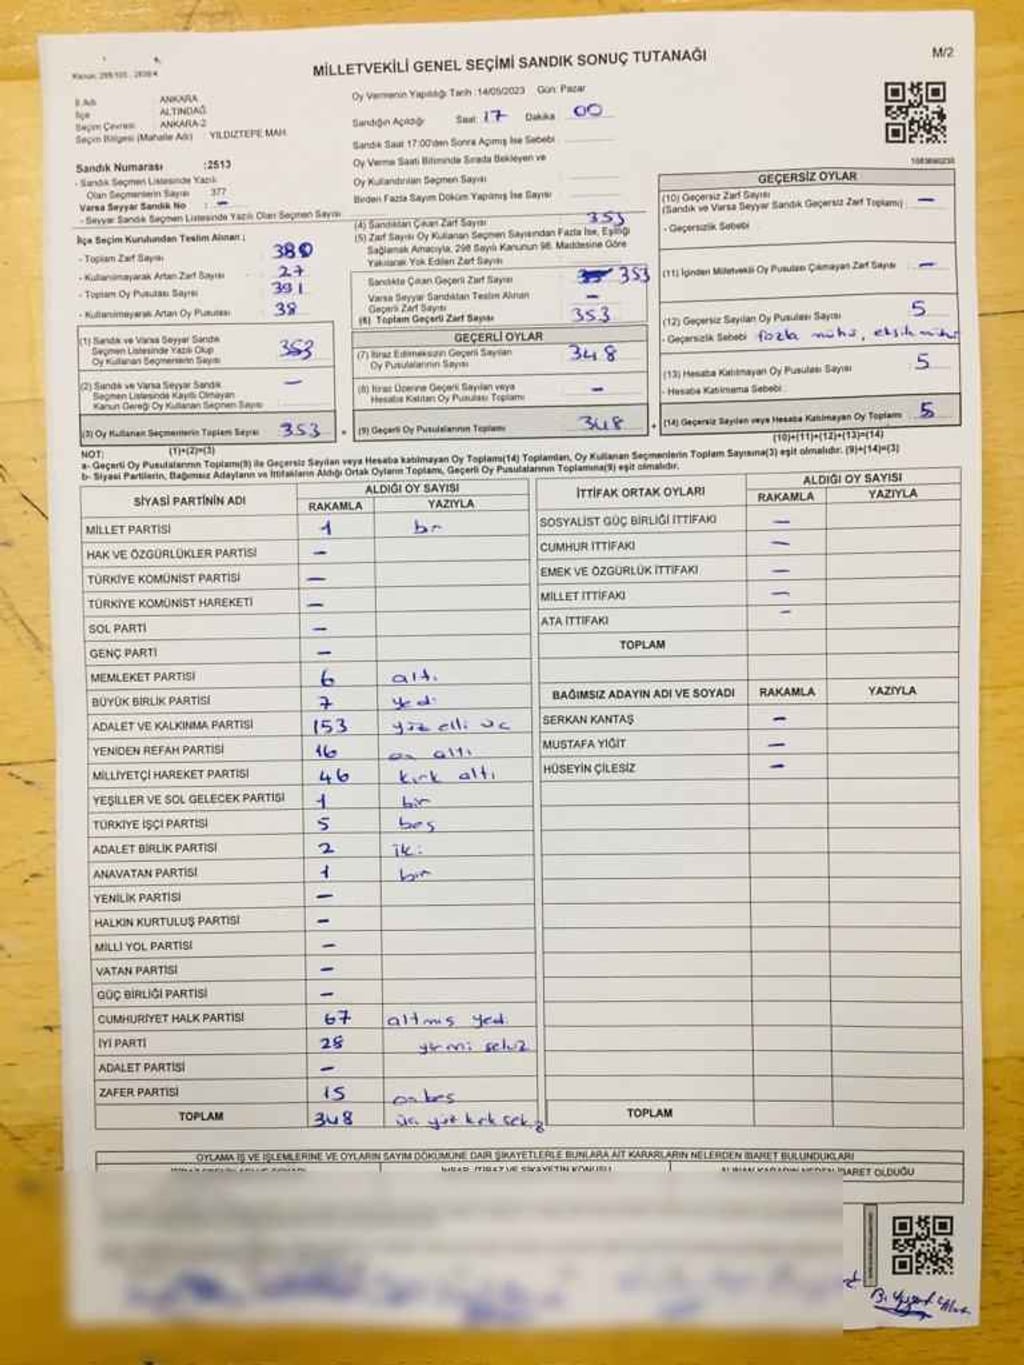 M/2
MİLLETVEKİLİ GENEL SEÇİMİ SANDIK SONUÇ TUTANAĞI
İl Adı ANKARA
İlçe ALTINDAĞ
Seçim Çevresi ANKARA-2
Seçim Bölgesi (Mahalle Adı) : YILDIZTEPE MAH.
Sandık Numarası :2513
- Sandık Seçmen Listesinde Yazılı
Olan Seçmenlerin Sayısı 377
Varsa Seyyar Sandık No : —
- Seyyar Sandık Seçmen Listesinde Yazılı Olan Seçmen Sayısı
İlçe Seçim Kurulundan Teslim Alınan ;
- Toplam Zarf Sayısı 380
- Kullanılmayarak Artan Zarf Sayısı 27
- Toplam Oy Pusulası Sayısı 391
- Kullanılmayarak Artan Oy Pusulası 38
(1) Sandık ve Varsa Seyyar Sandık
Seçmen Listesinde Yazılı Olup
Oy Kullanan Seçmenlerin Sayısı 353
(2) Sandık ve Varsa Seyyar Sandık
Seçmen Listesinde Kayıtlı Olmayan
Kanun Gereği Oy Kullanan Seçmen Sayısı —
(3) Oy Kullanan Seçmenlerin Toplam Sayısı 353
(1)+(2)=(3)
Oy Vermenin Yapıldığı Tarih :14/05/2023 Gün: Pazar
Sandığın Açıldığı Saat: 17 Dakika 00
Sandık Saat 17:00'den Sonra Açılmış İse Sebebi
Oy Verme Saati Bitiminde Sırada Bekleyen ve
Oy Kullandırılan Seçmen Sayısı
Birden Fazla Sayım Döküm Yapılmış İse Sayısı
(4) Sandıktan Çıkan Zarf Sayısı 353
(5) Zarf Sayısı Oy Kullanan Seçmen Sayısından Fazla İse, Eşitliği
Sağlamak Amacıyla, 298 Sayılı Kanunun 98. Maddesine Göre
Yakılarak Yok Edilen Zarf Sayısı
Sandıkta Çıkan Geçerli Zarf Sayısı 353
Varsa Seyyar Sandıktan Teslim Alınan
Geçerli Zarf Sayısı —
(6) Toplam Geçerli Zarf Sayısı 353
GEÇERLİ OYLAR
(7) İtiraz Edilmeksizin Geçerli Sayılan
Oy Pusulalarının Sayısı 348
(8) İtiraz Üzerine Geçerli Sayılan veya
Hesaba Katılan Oy Pusulası Toplamı —
= (9) Geçerli Oy Pusulalarının Toplamı 348
GEÇERSİZ OYLAR
(10) Geçersiz Zarf Sayısı
(Sandık ve Varsa Seyyar Sandık Geçersiz Zarf Toplamı) —
- Geçersizlik Sebebi :
(11) İçinden Milletvekili Oy Pusulası Çıkmayan Zarf Sayısı —
(12) Geçersiz Sayılan Oy Pusulası Sayısı 5
- Geçersizlik Sebebi fazla mühü, eksik mühü
(13) Hesaba Katılmayan Oy Pusulası Sayısı 5
- Hesaba Katılmama Sebebi :
+ (14) Geçersiz Sayılan veya Hesaba Katılmayan Oy Toplamı 5
(10)+(11)+(12)+(13)=(14)
NOT:
a- Geçerli Oy Pusulalarının Toplamı(9) ile Geçersiz Sayılan veya Hesaba katılmayan Oy Toplamı(14) Toplamları, Oy Kullanan Seçmenlerin Toplam Sayısına(3) eşit olmalıdır. (9)+(14)=(3)
b- Siyasi Partilerin, Bağımsız Adayların ve İttifakların Aldığı Ortak Oyların Toplamı, Geçerli Oy Pusulalarının Toplamına(9) eşit olmalıdır.
SİYASİ PARTİNİN ADI ALDIĞI OY SAYISI
RAKAMLA YAZIYLA
MİLLET PARTİSİ 1 bir
HAK VE ÖZGÜRLÜKLER PARTİSİ —
TÜRKİYE KOMÜNİST PARTİSİ —
TÜRKİYE KOMÜNİST HAREKETİ —
SOL PARTİ —
GENÇ PARTİ —
MEMLEKET PARTİSİ 6 altı
BÜYÜK BİRLİK PARTİSİ 7 yedi
ADALET VE KALKINMA PARTİSİ 153 yüz elli üç
YENİDEN REFAH PARTİSİ 16 on altı
MİLLİYETÇİ HAREKET PARTİSİ 46 kırk altı
YEŞİLLER VE SOL GELECEK PARTİSİ 1 bir
TÜRKİYE İŞÇİ PARTİSİ 5 beş
ADALET BİRLİK PARTİSİ 2 iki
ANAVATAN PARTİSİ 1 bir
YENİLİK PARTİSİ —
HALKIN KURTULUŞ PARTİSİ —
MİLLİ YOL PARTİSİ —
VATAN PARTİSİ —
GÜÇ BİRLİĞİ PARTİSİ —
CUMHURİYET HALK PARTİSİ 67 altmış yedi
İYİ PARTİ 28 yirmi sekiz
ADALET PARTİSİ —
ZAFER PARTİSİ 15 onbeş
TOPLAM 348 üç yüz kırk sekiz
İTTİFAK ORTAK OYLARI ALDIĞI OY SAYISI
RAKAMLA YAZIYLA
SOSYALİST GÜÇ BİRLİĞİ İTTİFAKI —
CUMHUR İTTİFAKI —
EMEK VE ÖZGÜRLÜK İTTİFAKI —
MİLLET İTTİFAKI —
ATA İTTİFAKI —
TOPLAM
BAĞIMSIZ ADAYIN ADI VE SOYADI RAKAMLA YAZIYLA
SERKAN KANTAŞ —
MUSTAFA YİĞİT —
HÜSEYİN ÇİLESİZ —
TOPLAM
OYLAMA İŞ VE İŞLEMLERİNE VE OYLARIN SAYIM DÖKÜMÜNE DAİR ŞİKAYETLERLE BUNLARA AİT KARARLARIN NELERDEN İBARET BULUNDUKLARI